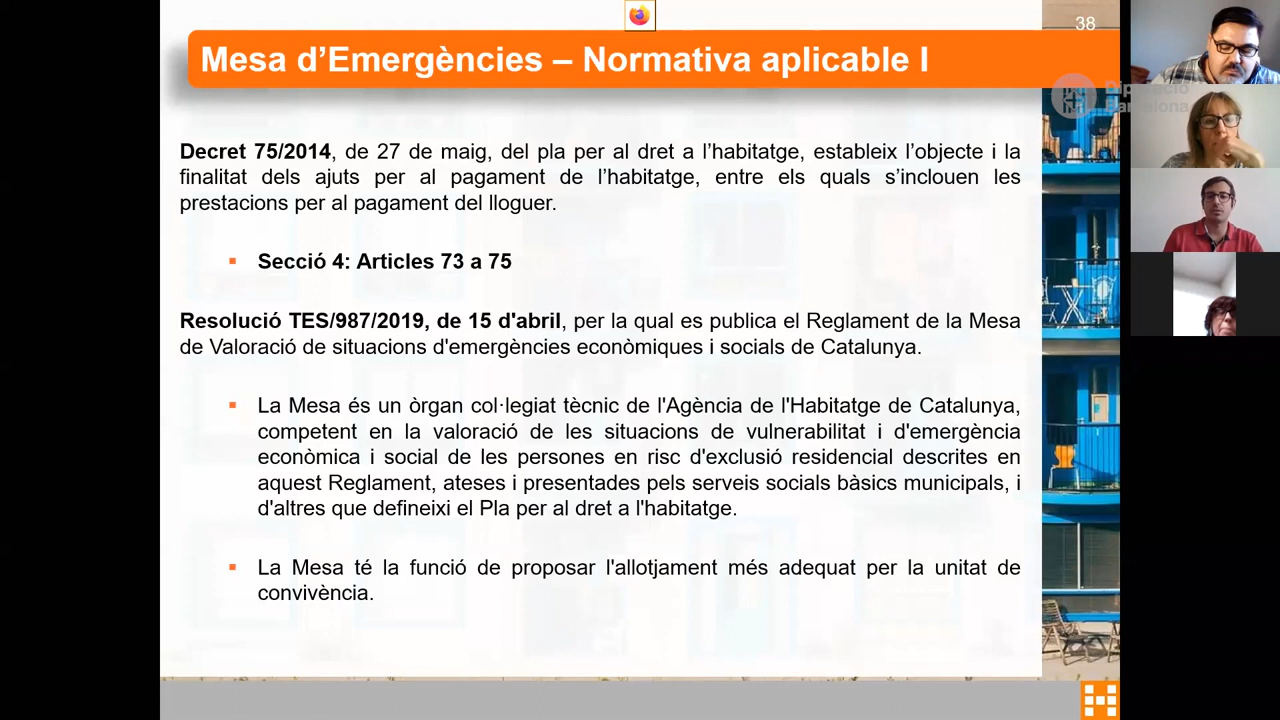 38
Mesa d’Emergències – Normativa aplicable I
Diputació
Barcelona
Decret 75/2014, de 27 de maig, del pla per al dret a l’habitatge, estableix l’objecte i la
finalitat dels ajuts per al pagament de l’habitatge, entre els quals s’inclouen les
prestacions per al pagament del lloguer.
Secció 4: Articles 73 a 75
Resolució TES/987/2019, de 15 d'abril, per la qual es publica el Reglament de la Mesa
de Valoració de situacions d'emergències econòmiques i socials de Catalunya.
La Mesa és un òrgan col·legiat tècnic de l'Agència de l'Habitatge de Catalunya,
competent en la valoració de les situacions de vulnerabilitat i d'emergència
econòmica i social de les persones en risc d'exclusió residencial descrites en
aquest Reglament, ateses i presentades pels serveis socials bàsics municipals, i
d'altres que defineixi el Pla per al dret a l'habitatge.
La Mesa té la funció de proposar l'allotjament més adequat per la unitat de
convivència.